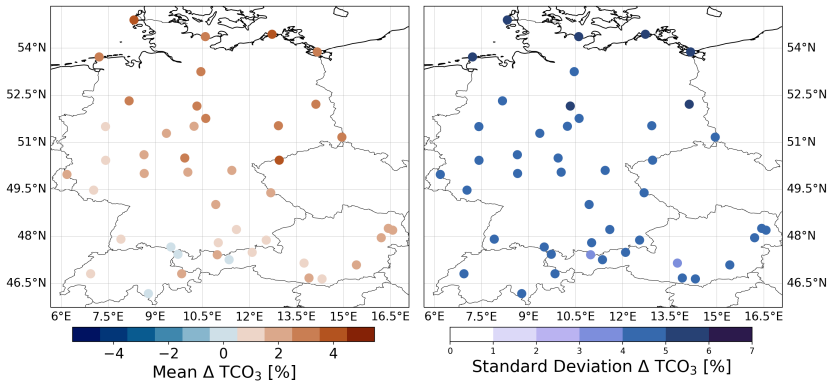 54°N
52.5°N
51°N
49.5°N
48°N
46.5°N
6°E 7.5°E 9°E 10.5°E 12°E 13.5°E 15°E 16.5°E
−4 −2 0 2 4
Mean Δ TCO₃ [%]
54°N
52.5°N
51°N
49.5°N
48°N
46.5°N
6°E 7.5°E 9°E 10.5°E 12°E 13.5°E 15°E 16.5°E
0 1 2 3 4 5 6 7
Standard Deviation Δ TCO₃ [%]